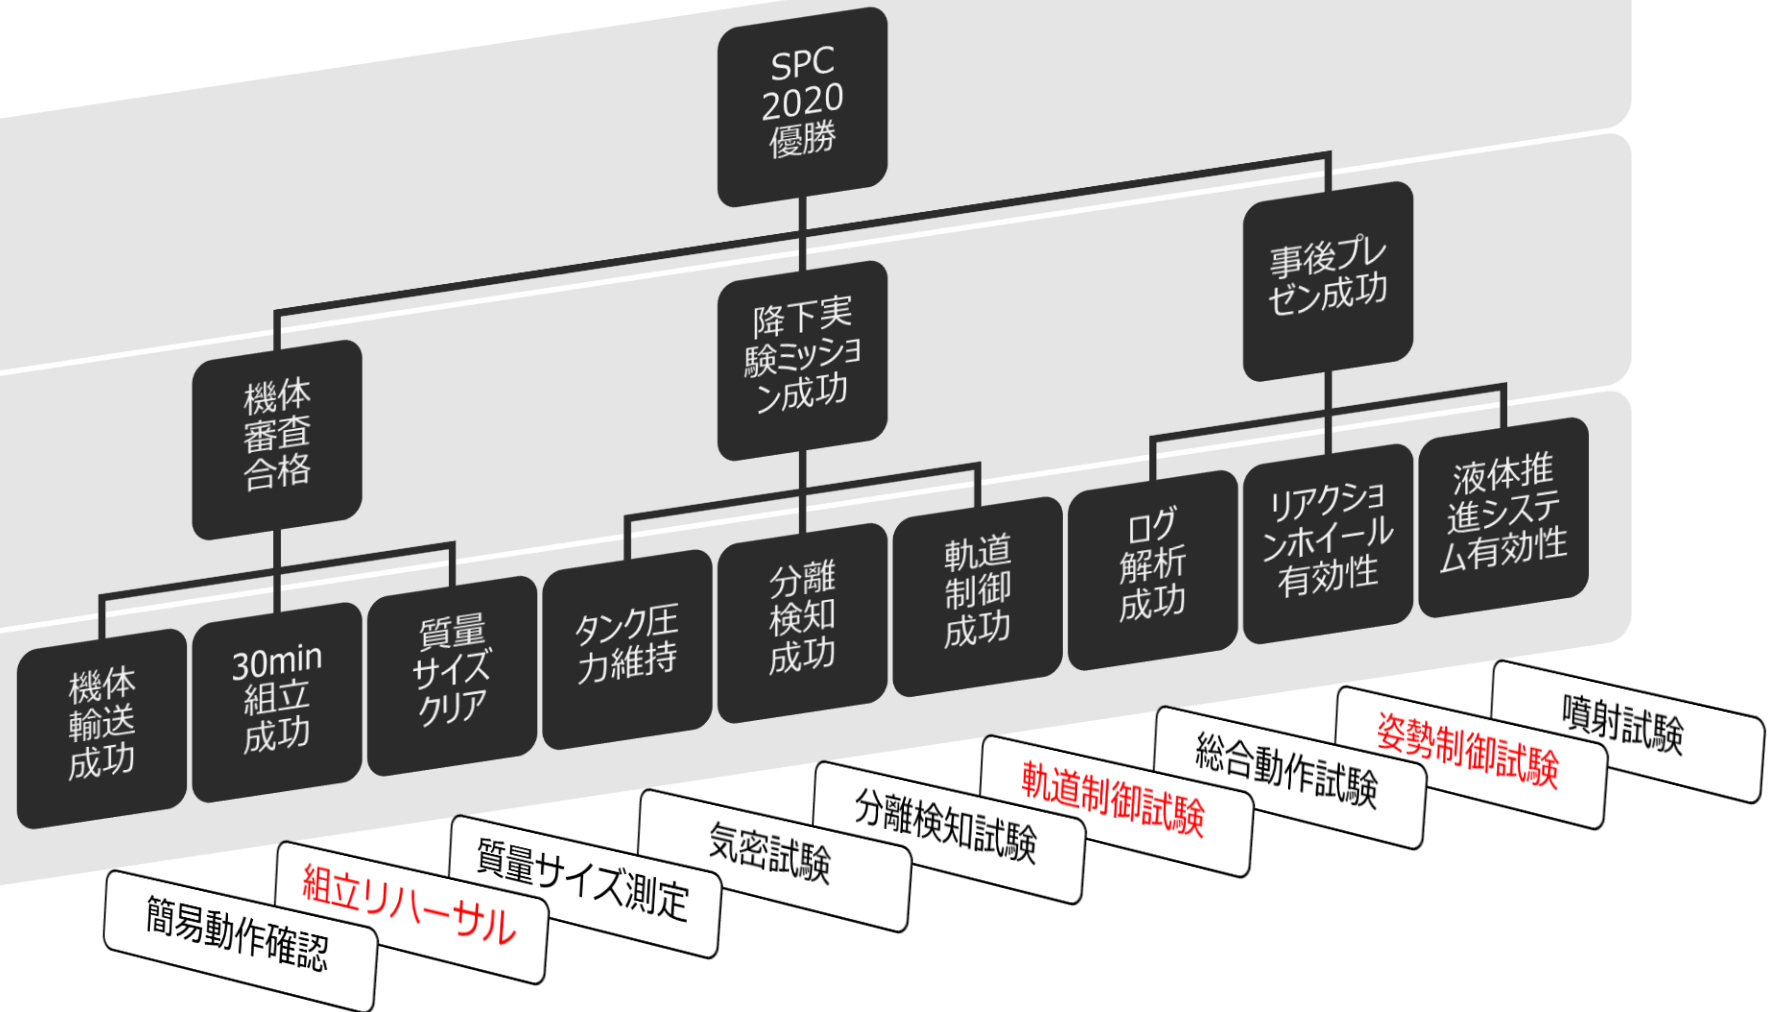 SPC
2020
優勝
機体
審査
合格
降下実
験ミッショ
ン成功
事後プレ
ゼン成功
機体
輸送
成功
30min
組立
成功
質量
サイズ
クリア
タンク圧
力維持
分離
検知
成功
軌道
制御
成功
ログ
解析
成功
リアクショ
ンホイール
有効性
液体推
進システ
ム有効性
簡易動作確認
組立リハーサル
質量サイズ測定
気密試験
分離検知試験
軌道制御試験
総合動作試験
姿勢制御試験
噴射試験